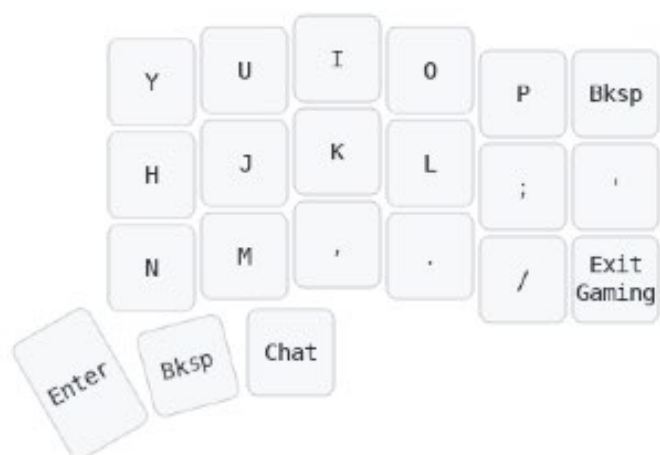 Y U I O P Bksp
H J K L ; '
N M , . / Exit
Gaming
Enter Bksp Chat